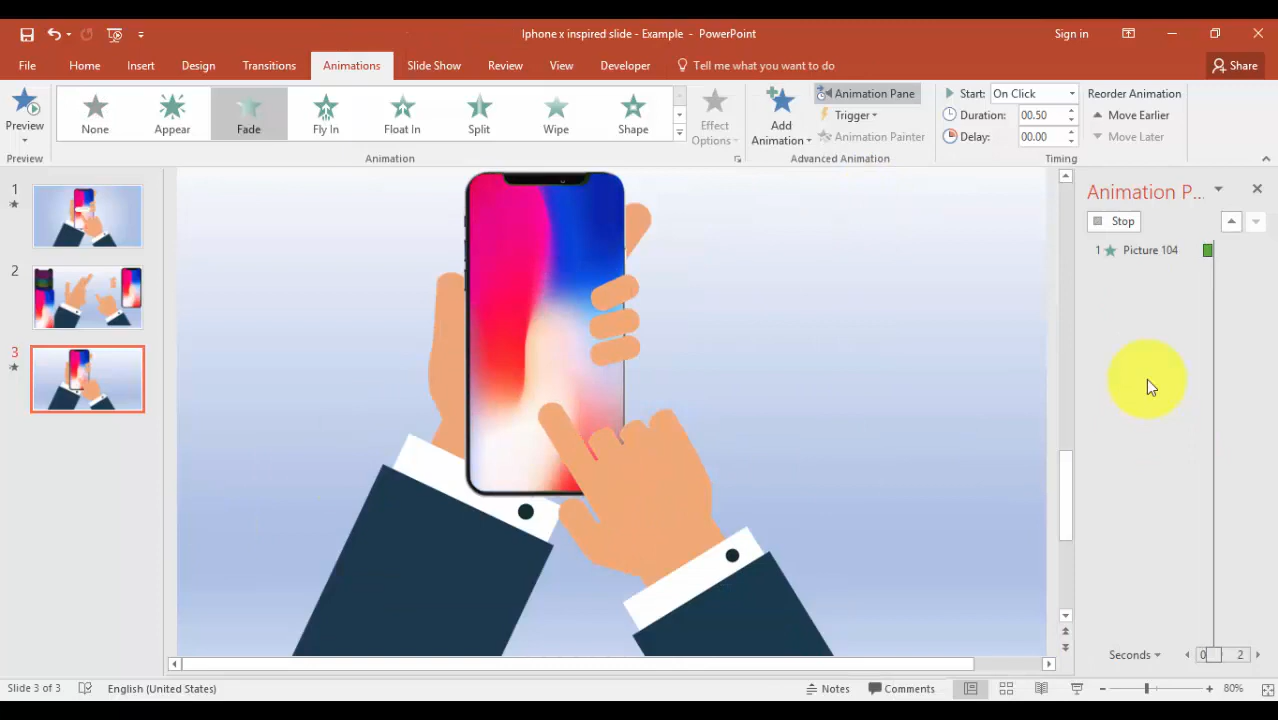 Iphone x inspired slide - Example - PowerPoint
Sign in
File Home Insert Design Transitions Animations Slide Show Review View Developer Tell me what you want to do Share
Preview
None Appear Fade Fly In Float In Split Wipe Shape
Effect Options
Add Animation
Animation Pane
Trigger
Animation Painter
Start: On Click
Duration: 00.50
Delay: 00.00
Reorder Animation
Move Earlier
Move Later
Preview Animation Advanced Animation Timing
1
2
3
Animation P...
Stop
1 Picture 104
Seconds 0 2
Slide 3 of 3 English (United States) Notes Comments 80%